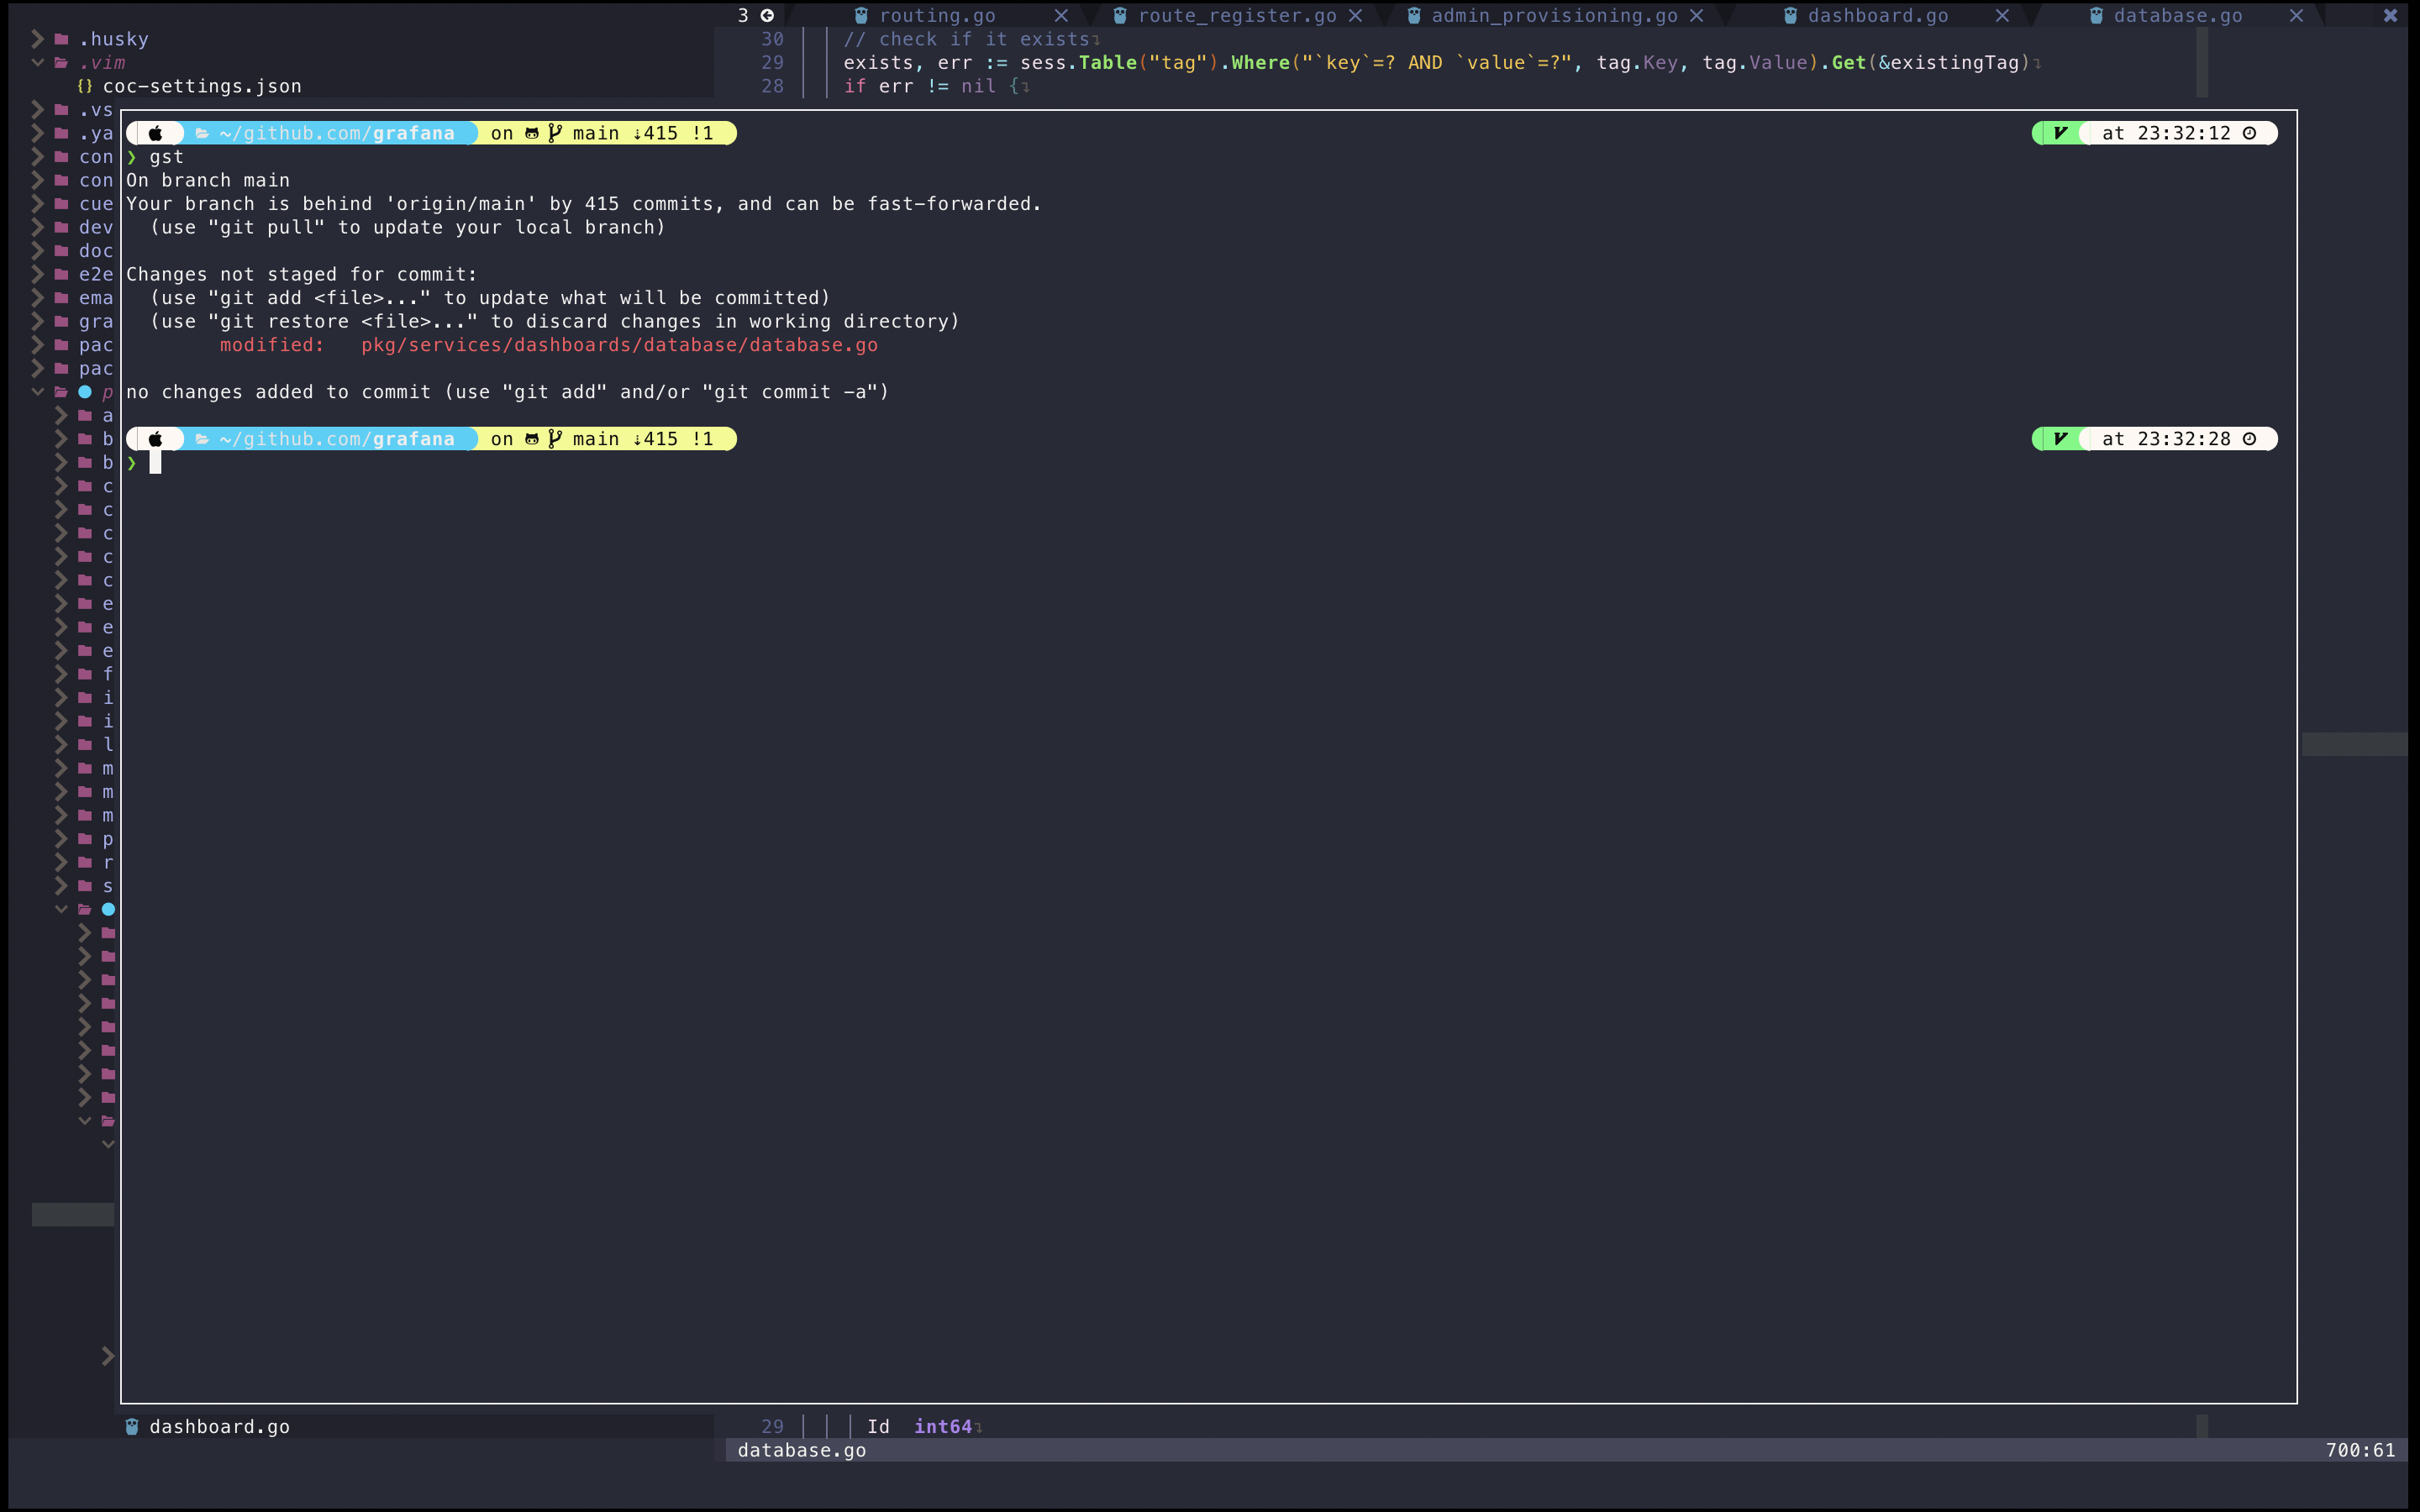 3 routing.go route_register.go admin_provisioning.go dashboard.go database.go
.husky
30 // check if it exists
.vim
29 exists, err := sess.Table("tag").Where("`key`=? AND `value`=?", tag.Key, tag.Value).Get(&existingTag)
{} coc-settings.json
28 if err != nil {
.vs
.ya
~/github.com/grafana on main ⇣415 !1 at 23:32:12
con
❯ gst
con
On branch main
cue
Your branch is behind 'origin/main' by 415 commits, and can be fast-forwarded.
dev
(use "git pull" to update your local branch)
doc
e2e
Changes not staged for commit:
ema
(use "git add <file>..." to update what will be committed)
gra
(use "git restore <file>..." to discard changes in working directory)
pac
modified: pkg/services/dashboards/database/database.go
pac
p
no changes added to commit (use "git add" and/or "git commit -a")
a
b
~/github.com/grafana on main ⇣415 !1 at 23:32:28
b
❯
c
c
c
c
c
e
e
e
f
i
i
l
m
m
m
p
r
s
dashboard.go
29 Id int64
database.go 700:61